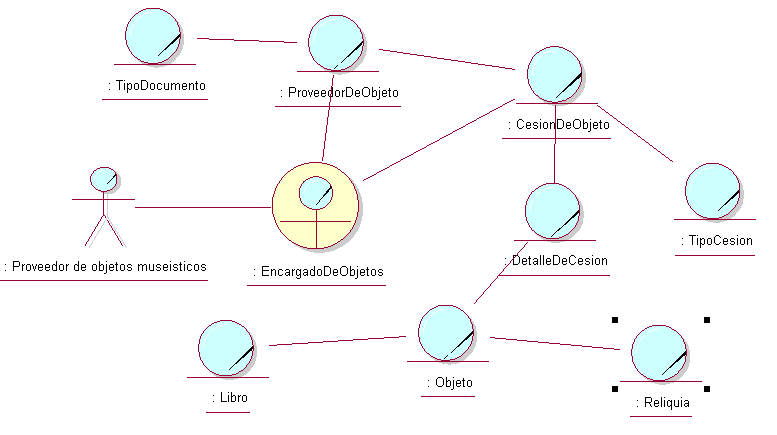 : TipoDocumento
: ProveedorDeObjeto
: CesionDeObjeto
: Proveedor de objetos museisticos
: EncargadoDeObjetos
: DetalleDeCesion
: TipoCesion
: Libro
: Objeto
: Reliquia